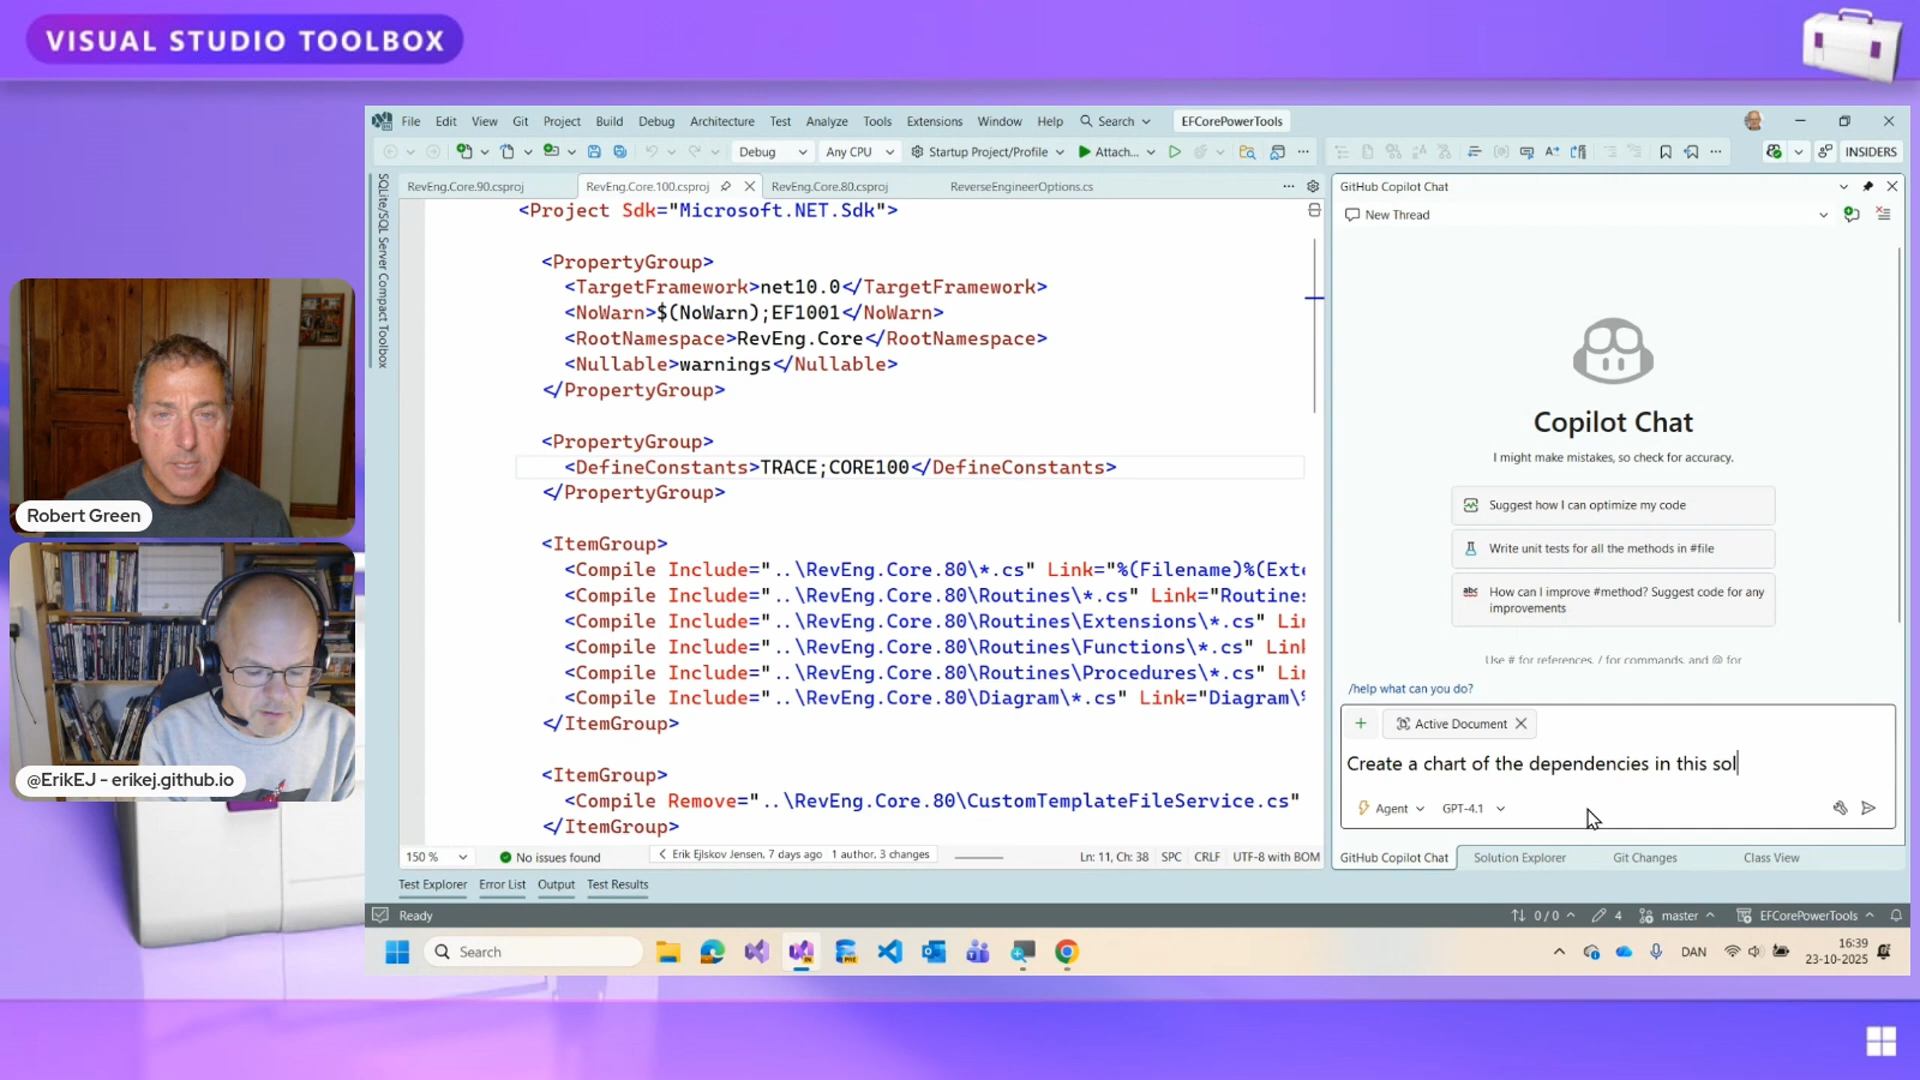 VISUAL STUDIO TOOLBOX
File Edit View Git Project Build Debug Architecture Test Analyze Tools Extensions Window Help Search EFCorePowerTools
Debug Any CPU Startup Project/Profile Attach... INSIDERS
SQLite/SQL Server Compact Toolbox
RevEng.Core.90.csproj RevEng.Core.100.csproj RevEng.Core.80.csproj ReverseEngineerOptions.cs
<Project Sdk="Microsoft.NET.Sdk">
<PropertyGroup>
<TargetFramework>net10.0</TargetFramework>
<NoWarn>$(NoWarn);EF1001</NoWarn>
<RootNamespace>RevEng.Core</RootNamespace>
<Nullable>warnings</Nullable>
</PropertyGroup>
<PropertyGroup>
<DefineConstants>TRACE;CORE100</DefineConstants>
</PropertyGroup>
<ItemGroup>
<Compile Include="..\RevEng.Core.80\*.cs" Link="%(Filename)%(Exte
<Compile Include="..\RevEng.Core.80\Routines\*.cs" Link="Routines
<Compile Include="..\RevEng.Core.80\Routines\Extensions\*.cs" Lin
<Compile Include="..\RevEng.Core.80\Routines\Functions\*.cs" Link
<Compile Include="..\RevEng.Core.80\Routines\Procedures\*.cs" Lin
<Compile Include="..\RevEng.Core.80\Diagram\*.cs" Link="Diagram\%
</ItemGroup>
<ItemGroup>
<Compile Remove="..\RevEng.Core.80\CustomTemplateFileService.cs"
</ItemGroup>
150 % No issues found Erik Ejlskov Jensen, 7 days ago 1 author, 3 changes Ln: 11, Ch: 38 SPC CRLF UTF-8 with BOM
Test Explorer Error List Output Test Results
GitHub Copilot Chat
New Thread
Copilot Chat
I might make mistakes, so check for accuracy.
Suggest how I can optimize my code
Write unit tests for all the methods in #file
abc How can I improve #method? Suggest code for any
improvements
Use # for references, / for commands, and @ for
/help what can you do?
Active Document
Create a chart of the dependencies in this sol
Agent GPT-4.1
GitHub Copilot Chat Solution Explorer Git Changes Class View
Ready 0/0 4 master EFCorePowerTools
Search DAN 16:39
23-10-2025
Robert Green
@ErikEJ - erikej.github.io